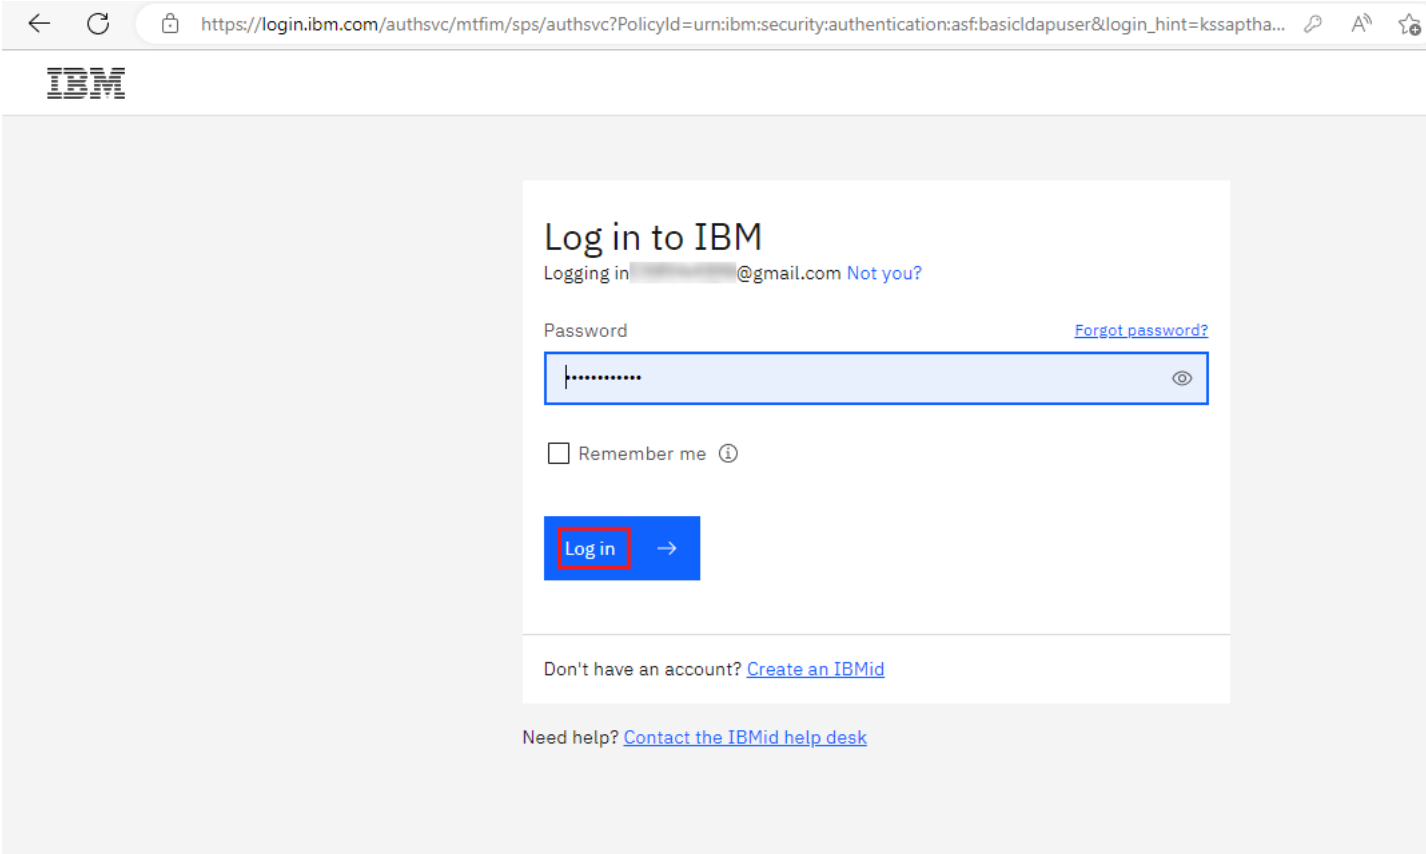 https://login.ibm.com/authsvc/mtfim/sps/authsvc?PolicyId=urn:ibm:security:authentication:asf:basicldapuser&login_hint=kssaptha...
IBM
Log in to IBM
Logging in @gmail.com Not you?
Password Forgot password?
Remember me
Log in →
Don't have an account? Create an IBMid
Need help? Contact the IBMid help desk